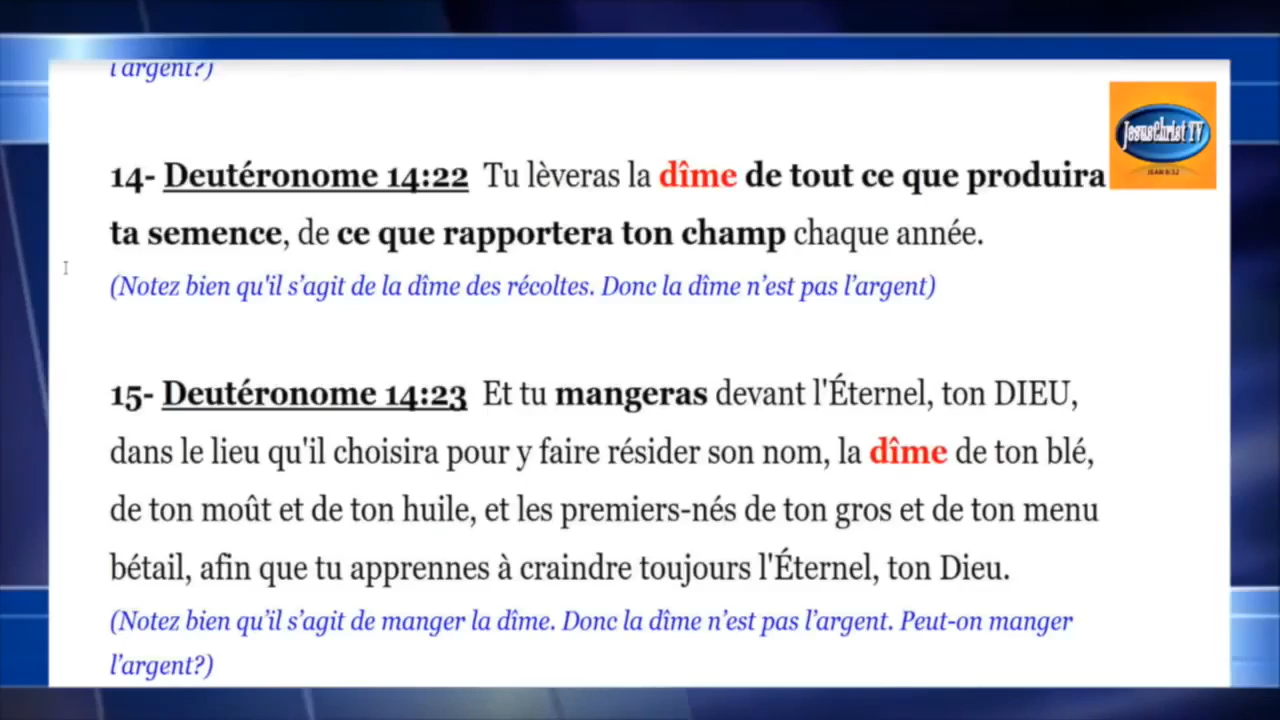 l'argent?)
14- Deutéronome 14:22 Tu lèveras la dîme de tout ce que produira
ta semence, de ce que rapportera ton champ chaque année.
(Notez bien qu'il s’agit de la dîme des récoltes. Donc la dîme n’est pas l’argent)
15- Deutéronome 14:23 Et tu mangeras devant l'Éternel, ton DIEU,
dans le lieu qu'il choisira pour y faire résider son nom, la dîme de ton blé,
de ton moût et de ton huile, et les premiers-nés de ton gros et de ton menu
bétail, afin que tu apprennes à craindre toujours l'Éternel, ton Dieu.
(Notez bien qu’il s’agit de manger la dîme. Donc la dîme n’est pas l’argent. Peut-on manger
l’argent?)
JesusChrist TV
JEAN 8:32